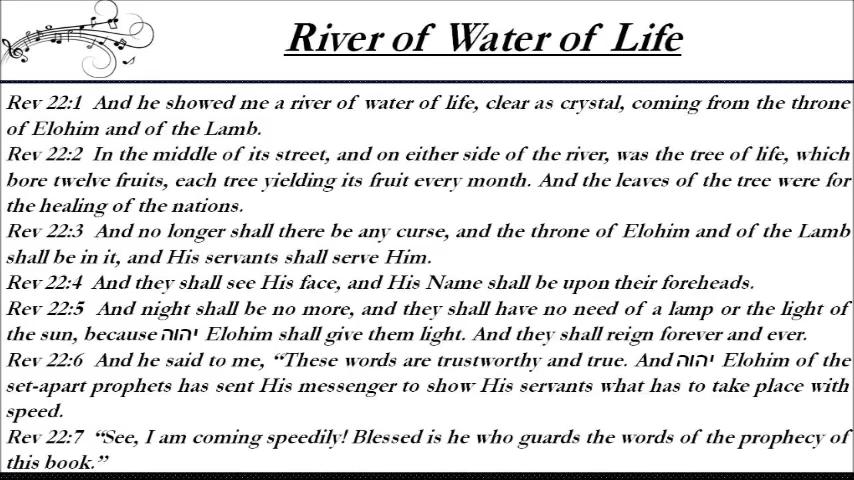 River of Water of Life
Rev 22:1 And he showed me a river of water of life, clear as crystal, coming from the throne
of Elohim and of the Lamb.
Rev 22:2 In the middle of its street, and on either side of the river, was the tree of life, which
bore twelve fruits, each tree yielding its fruit every month. And the leaves of the tree were for
the healing of the nations.
Rev 22:3 And no longer shall there be any curse, and the throne of Elohim and of the Lamb
shall be in it, and His servants shall serve Him.
Rev 22:4 And they shall see His face, and His Name shall be upon their foreheads.
Rev 22:5 And night shall be no more, and they shall have no need of a lamp or the light of
the sun, because יהוה Elohim shall give them light. And they shall reign forever and ever.
Rev 22:6 And he said to me, “These words are trustworthy and true. And יהוה Elohim of the
set-apart prophets has sent His messenger to show His servants what has to take place with
speed.
Rev 22:7 “See, I am coming speedily! Blessed is he who guards the words of the prophecy of
this book.”